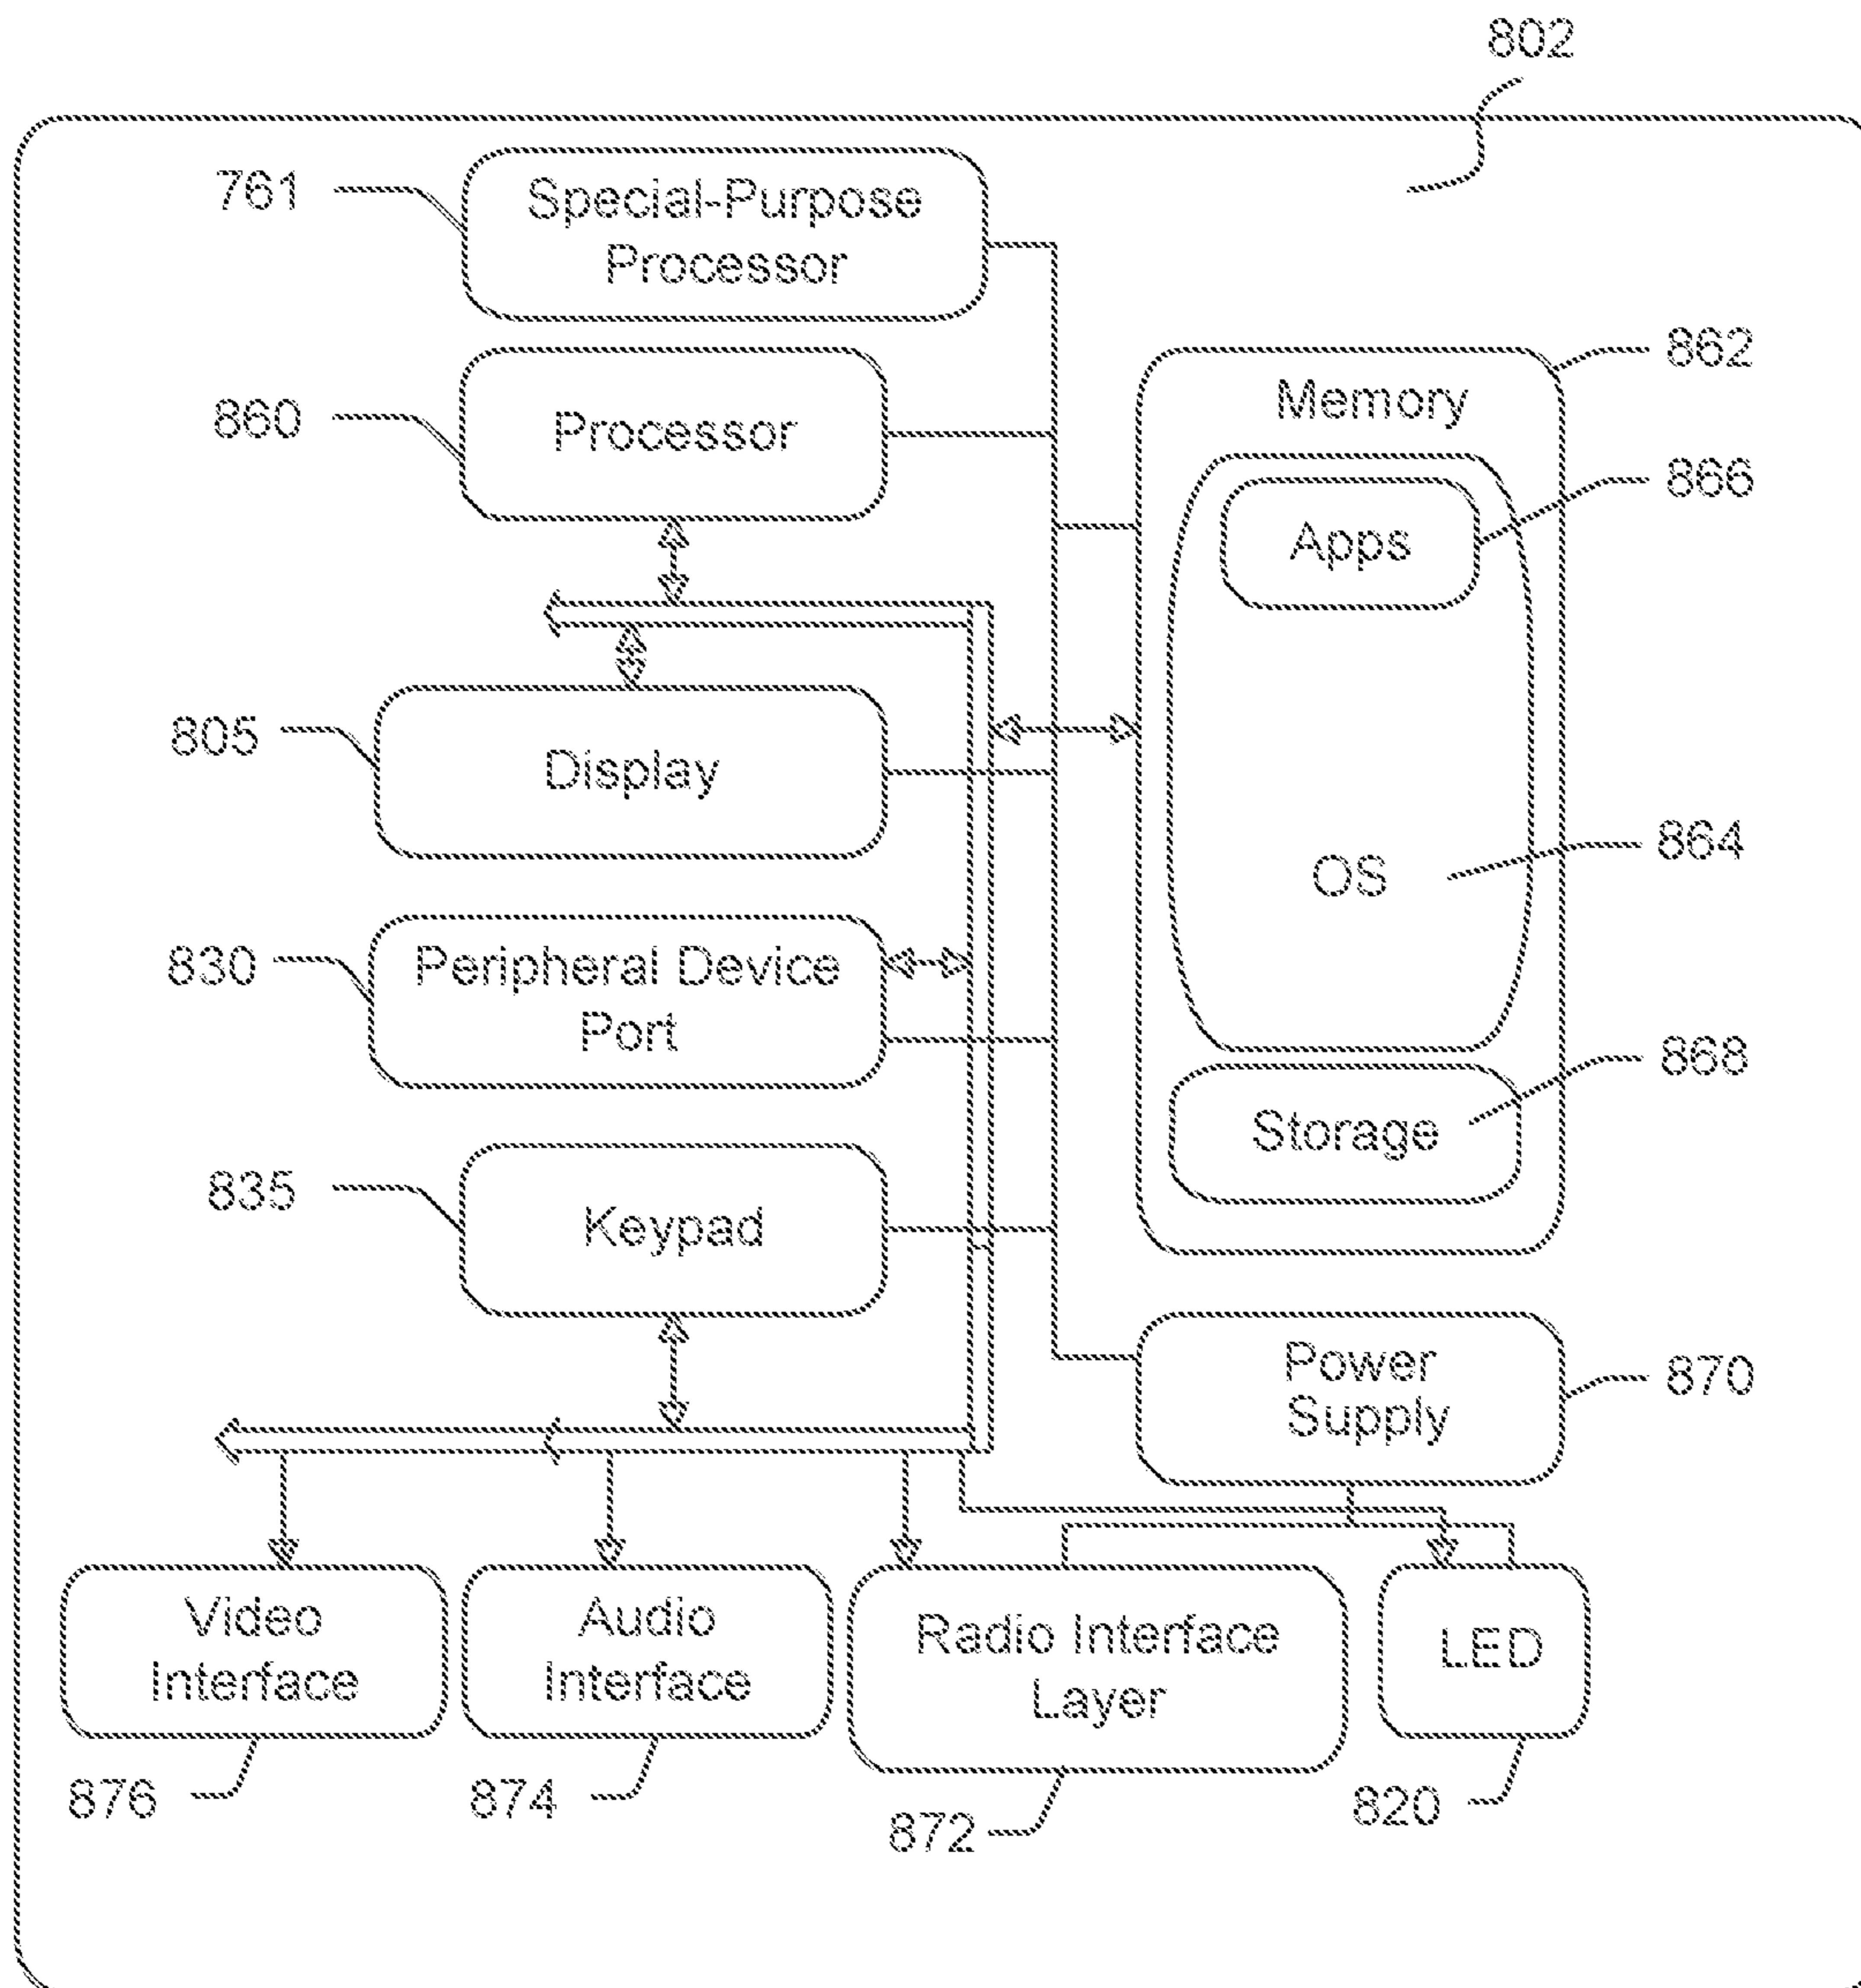 802
761
Special-Purpose
Processor
862
Memory
860
Processor
866
Apps
805
Display
864
OS
830
Peripheral Device
Port
868
Storage
835
Keypad
Power
Supply
870
Video
Interface
Audio
Interface
Radio Interface
Layer
LED
876
874
872
820